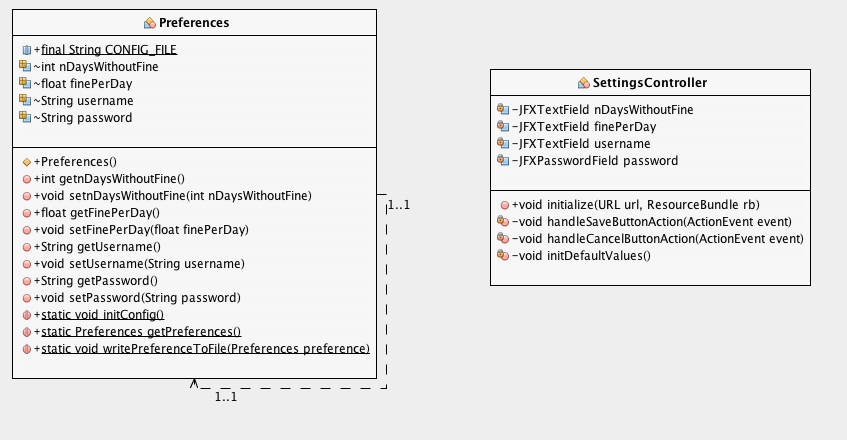 Preferences
+final String CONFIG_FILE
~int nDaysWithoutFine
~float finePerDay
~String username
~String password
+Preferences()
+int getnDaysWithoutFine()
+void setnDaysWithoutFine(int nDaysWithoutFine)
+float getFinePerDay()
+void setFinePerDay(float finePerDay)
+String getUsername()
+void setUsername(String username)
+String getPassword()
+void setPassword(String password)
+static void initConfig()
+static Preferences getPreferences()
+static void writePreferenceToFile(Preferences preference)
1..1
1..1
SettingsController
-JFXTextField nDaysWithoutFine
-JFXTextField finePerDay
-JFXTextField username
-JFXPasswordField password
+void initialize(URL url, ResourceBundle rb)
-void handleSaveButtonAction(ActionEvent event)
-void handleCancelButtonAction(ActionEvent event)
-void initDefaultValues()